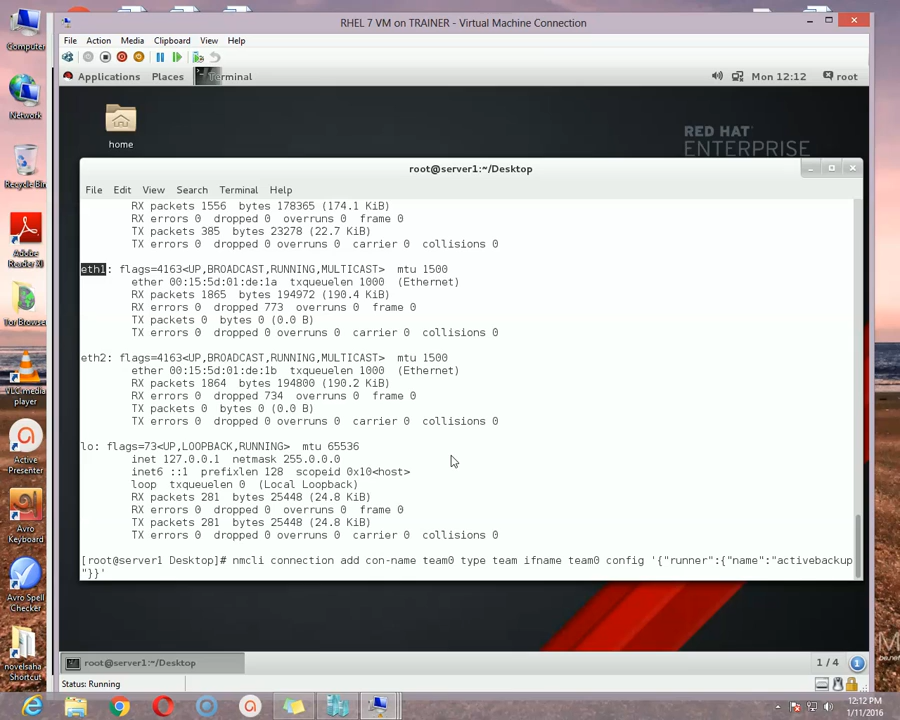 RHEL 7 VM on TRAINER - Virtual Machine Connection
File Action Media Clipboard View Help
Applications Places Terminal Mon 12:12 root
Computer
Network
Recycle Bin
Adobe
Reader XI
Tor Browser
VLC media
player
Active
Presenter
Avro
Keyboard
Avro Spell
Checker
novelsaha
Shortcut
home
RED HAT
ENTERPRISE
root@server1:~/Desktop
File Edit View Search Terminal Help
RX packets 1556 bytes 178365 (174.1 KiB)
RX errors 0 dropped 0 overruns 0 frame 0
TX packets 385 bytes 23278 (22.7 KiB)
TX errors 0 dropped 0 overruns 0 carrier 0 collisions 0
eth1: flags=4163<UP,BROADCAST,RUNNING,MULTICAST> mtu 1500
ether 00:15:5d:01:de:1a txqueuelen 1000 (Ethernet)
RX packets 1865 bytes 194972 (190.4 KiB)
RX errors 0 dropped 773 overruns 0 frame 0
TX packets 0 bytes 0 (0.0 B)
TX errors 0 dropped 0 overruns 0 carrier 0 collisions 0
eth2: flags=4163<UP,BROADCAST,RUNNING,MULTICAST> mtu 1500
ether 00:15:5d:01:de:1b txqueuelen 1000 (Ethernet)
RX packets 1864 bytes 194800 (190.2 KiB)
RX errors 0 dropped 734 overruns 0 frame 0
TX packets 0 bytes 0 (0.0 B)
TX errors 0 dropped 0 overruns 0 carrier 0 collisions 0
lo: flags=73<UP,LOOPBACK,RUNNING> mtu 65536
inet 127.0.0.1 netmask 255.0.0.0
inet6 ::1 prefixlen 128 scopeid 0x10<host>
loop txqueuelen 0 (Local Loopback)
RX packets 281 bytes 25448 (24.8 KiB)
RX errors 0 dropped 0 overruns 0 frame 0
TX packets 281 bytes 25448 (24.8 KiB)
TX errors 0 dropped 0 overruns 0 carrier 0 collisions 0
[root@server1 Desktop]# nmcli connection add con-name team0 type team ifname team0 config '{"runner":{"name":"activebackup
"}}'
root@server1:~/Desktop
1 / 4
Status: Running
12:12 PM
1/11/2016